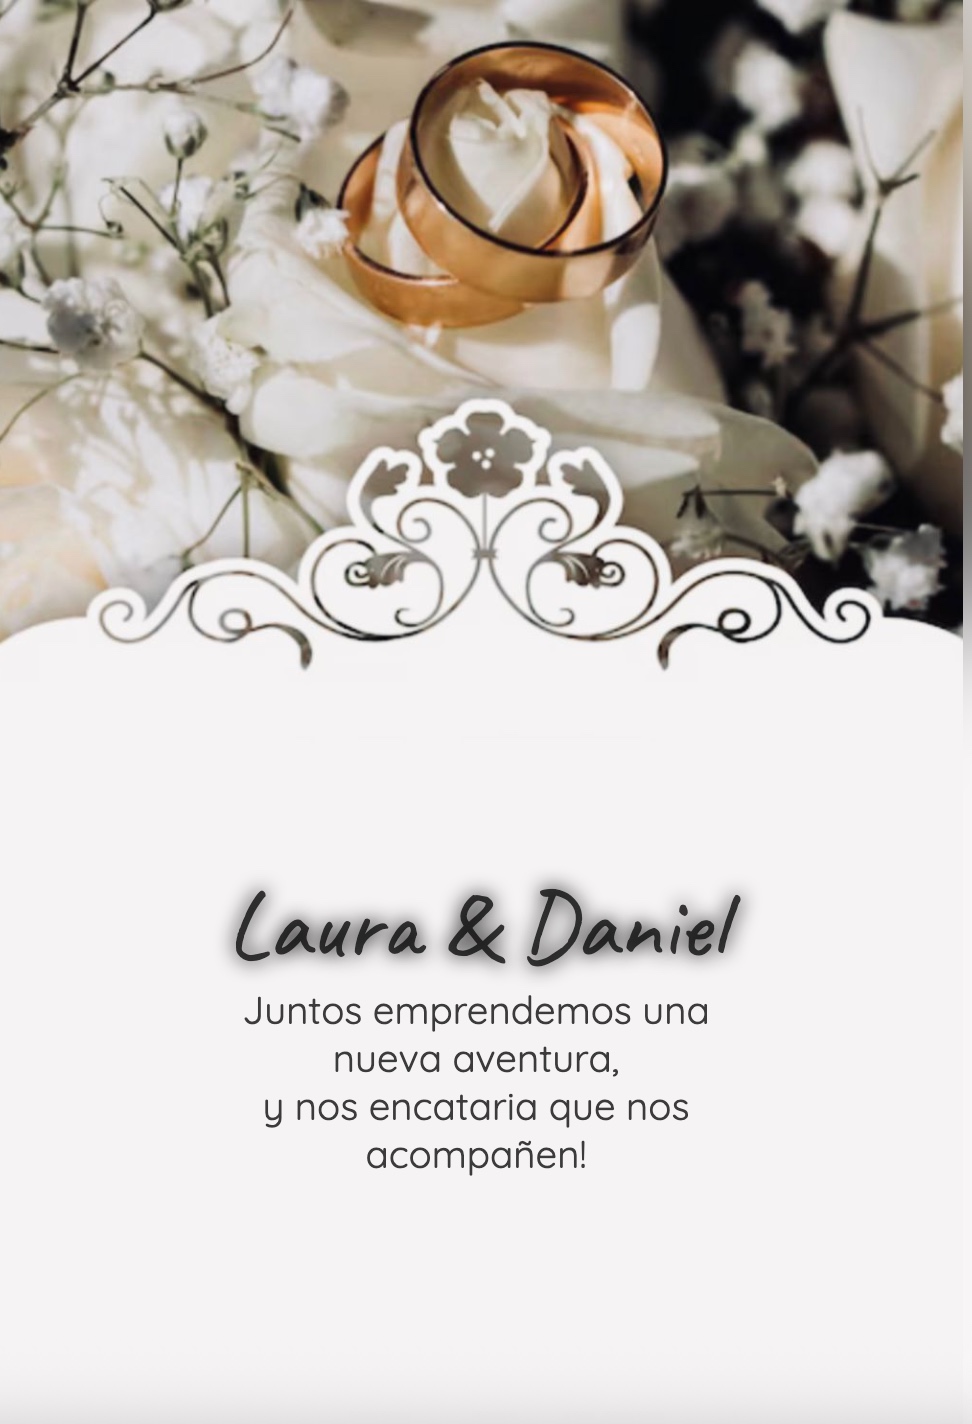 Laura & Daniel
Juntos emprendemos una
nueva aventura,
y nos encataria que nos
acompañen!